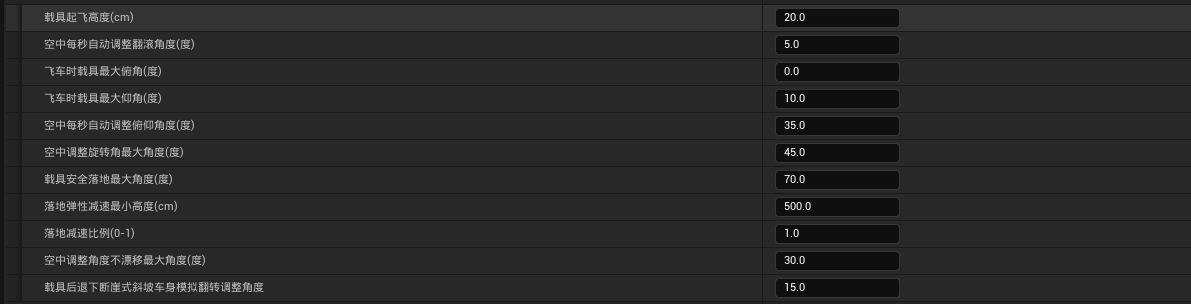 载具起飞高度(cm) 20.0
空中每秒自动调整翻滚角度(度) 5.0
飞车时载具最大俯角(度) 0.0
飞车时载具最大仰角(度) 10.0
空中每秒自动调整俯仰角度(度) 35.0
空中调整旋转角最大角度(度) 45.0
载具安全落地最大角度(度) 70.0
落地弹性减速最小高度(cm) 500.0
落地减速比例(0-1) 1.0
空中调整角度不漂移最大角度(度) 30.0
载具后退下断崖式斜坡车身模拟翻转调整角度 15.0